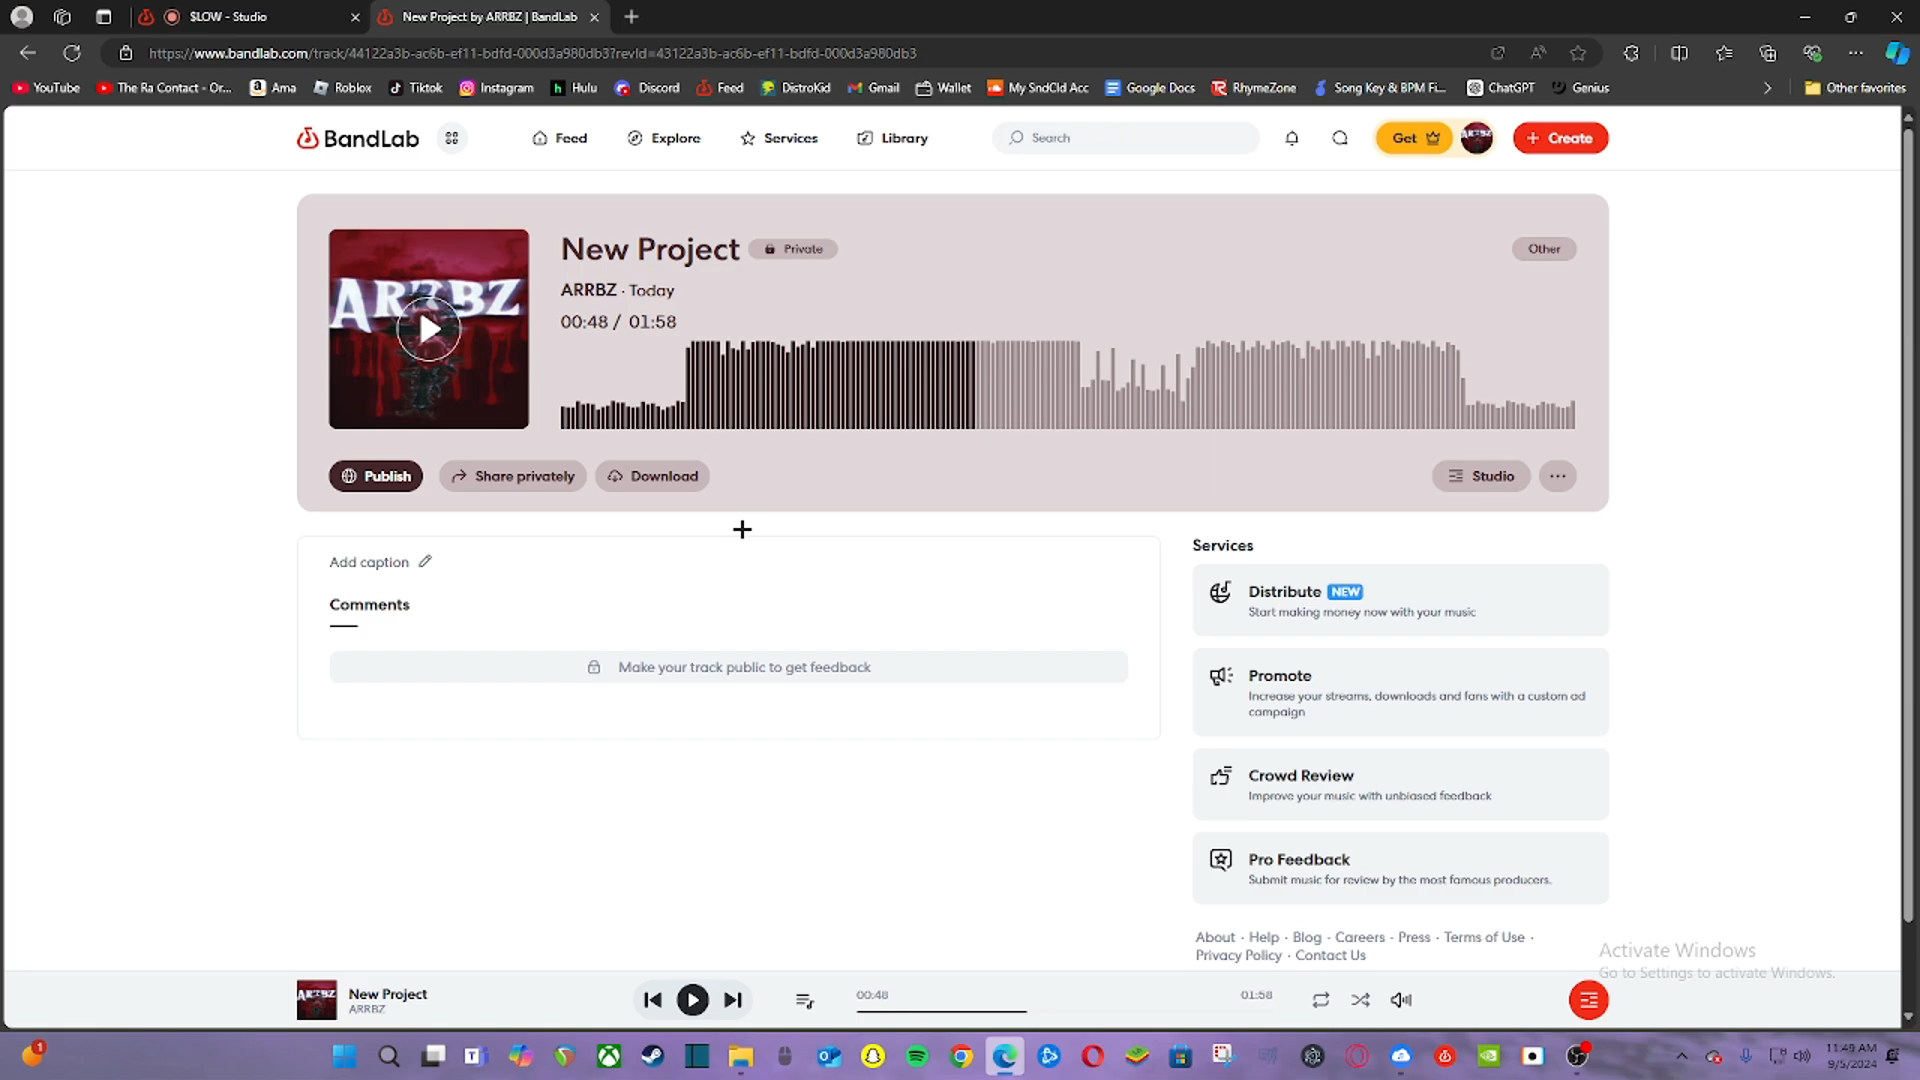 $LOW - Studio
New Project by ARRBZ | BandLab
https://www.bandlab.com/track/44122a3b-ac6b-ef11-bdfd-000d3a980db3?revId=43122a3b-ac6b-ef11-bdfd-000d3a980db3
YouTube The Ra Contact - Or... Ama Roblox Tiktok Instagram Hulu Discord Feed DistroKid Gmail Wallet My SndCld Acc Google Docs RhymeZone Song Key & BPM Fi... ChatGPT Genius Other favorites
BandLab Feed Explore Services Library Search Get Create
New Project Private Other
ARRBZ · Today
00:48 / 01:58
ARRBZ
Publish Share privately Download Studio
Add caption
Comments
Make your track public to get feedback
Services
Distribute NEW
Start making money now with your music
Promote
Increase your streams, downloads and fans with a custom ad
campaign
Crowd Review
Improve your music with unbiased feedback
Pro Feedback
Submit music for review by the most famous producers.
About · Help · Blog · Careers · Press · Terms of Use ·
Privacy Policy · Contact Us
Activate Windows
Go to Settings to activate Windows.
New Project
ARRBZ
00:48 01:58
1
11:49 AM
9/5/2024